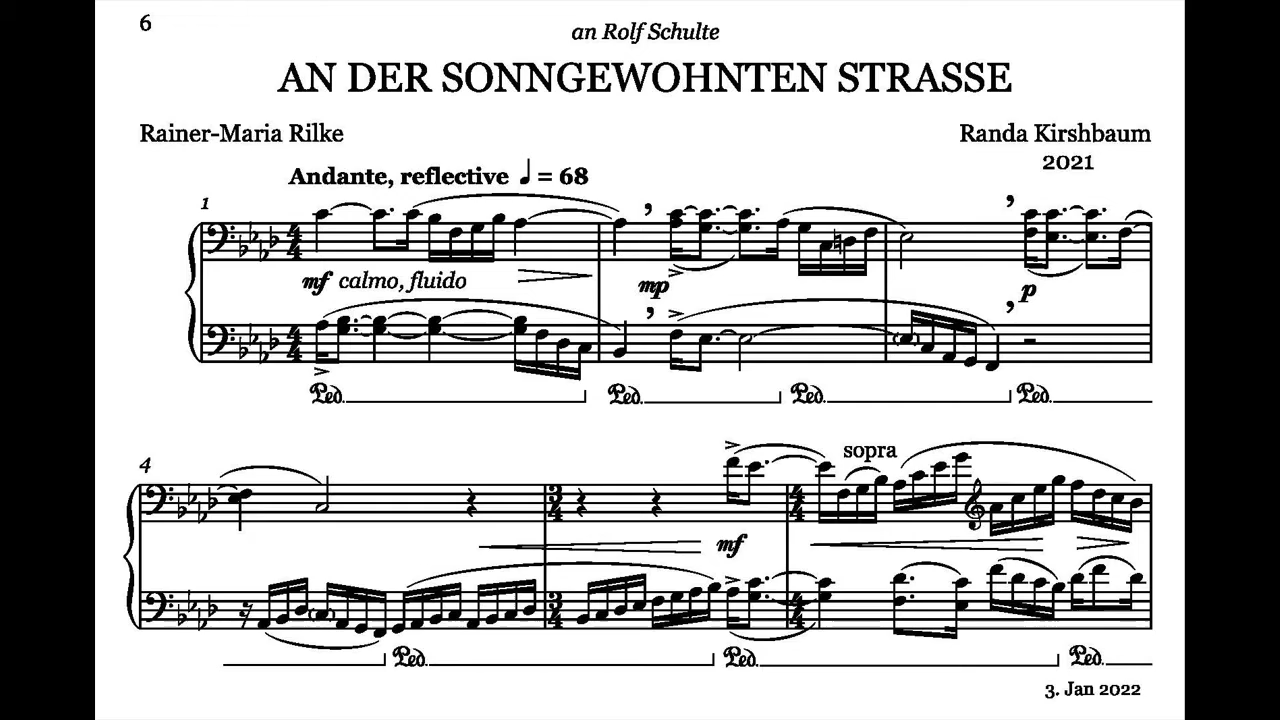 6
an Rolf Schulte
AN DER SONNGEWOHNTEN STRASSE
Rainer-Maria Rilke
Randa Kirshbaum
2021
Andante, reflective ♩ = 68
1
mf calmo, fluido
mp
p
Ped. Ped. Ped. Ped.
4
sopra
mf
Ped. Ped. Ped.
3. Jan 2022